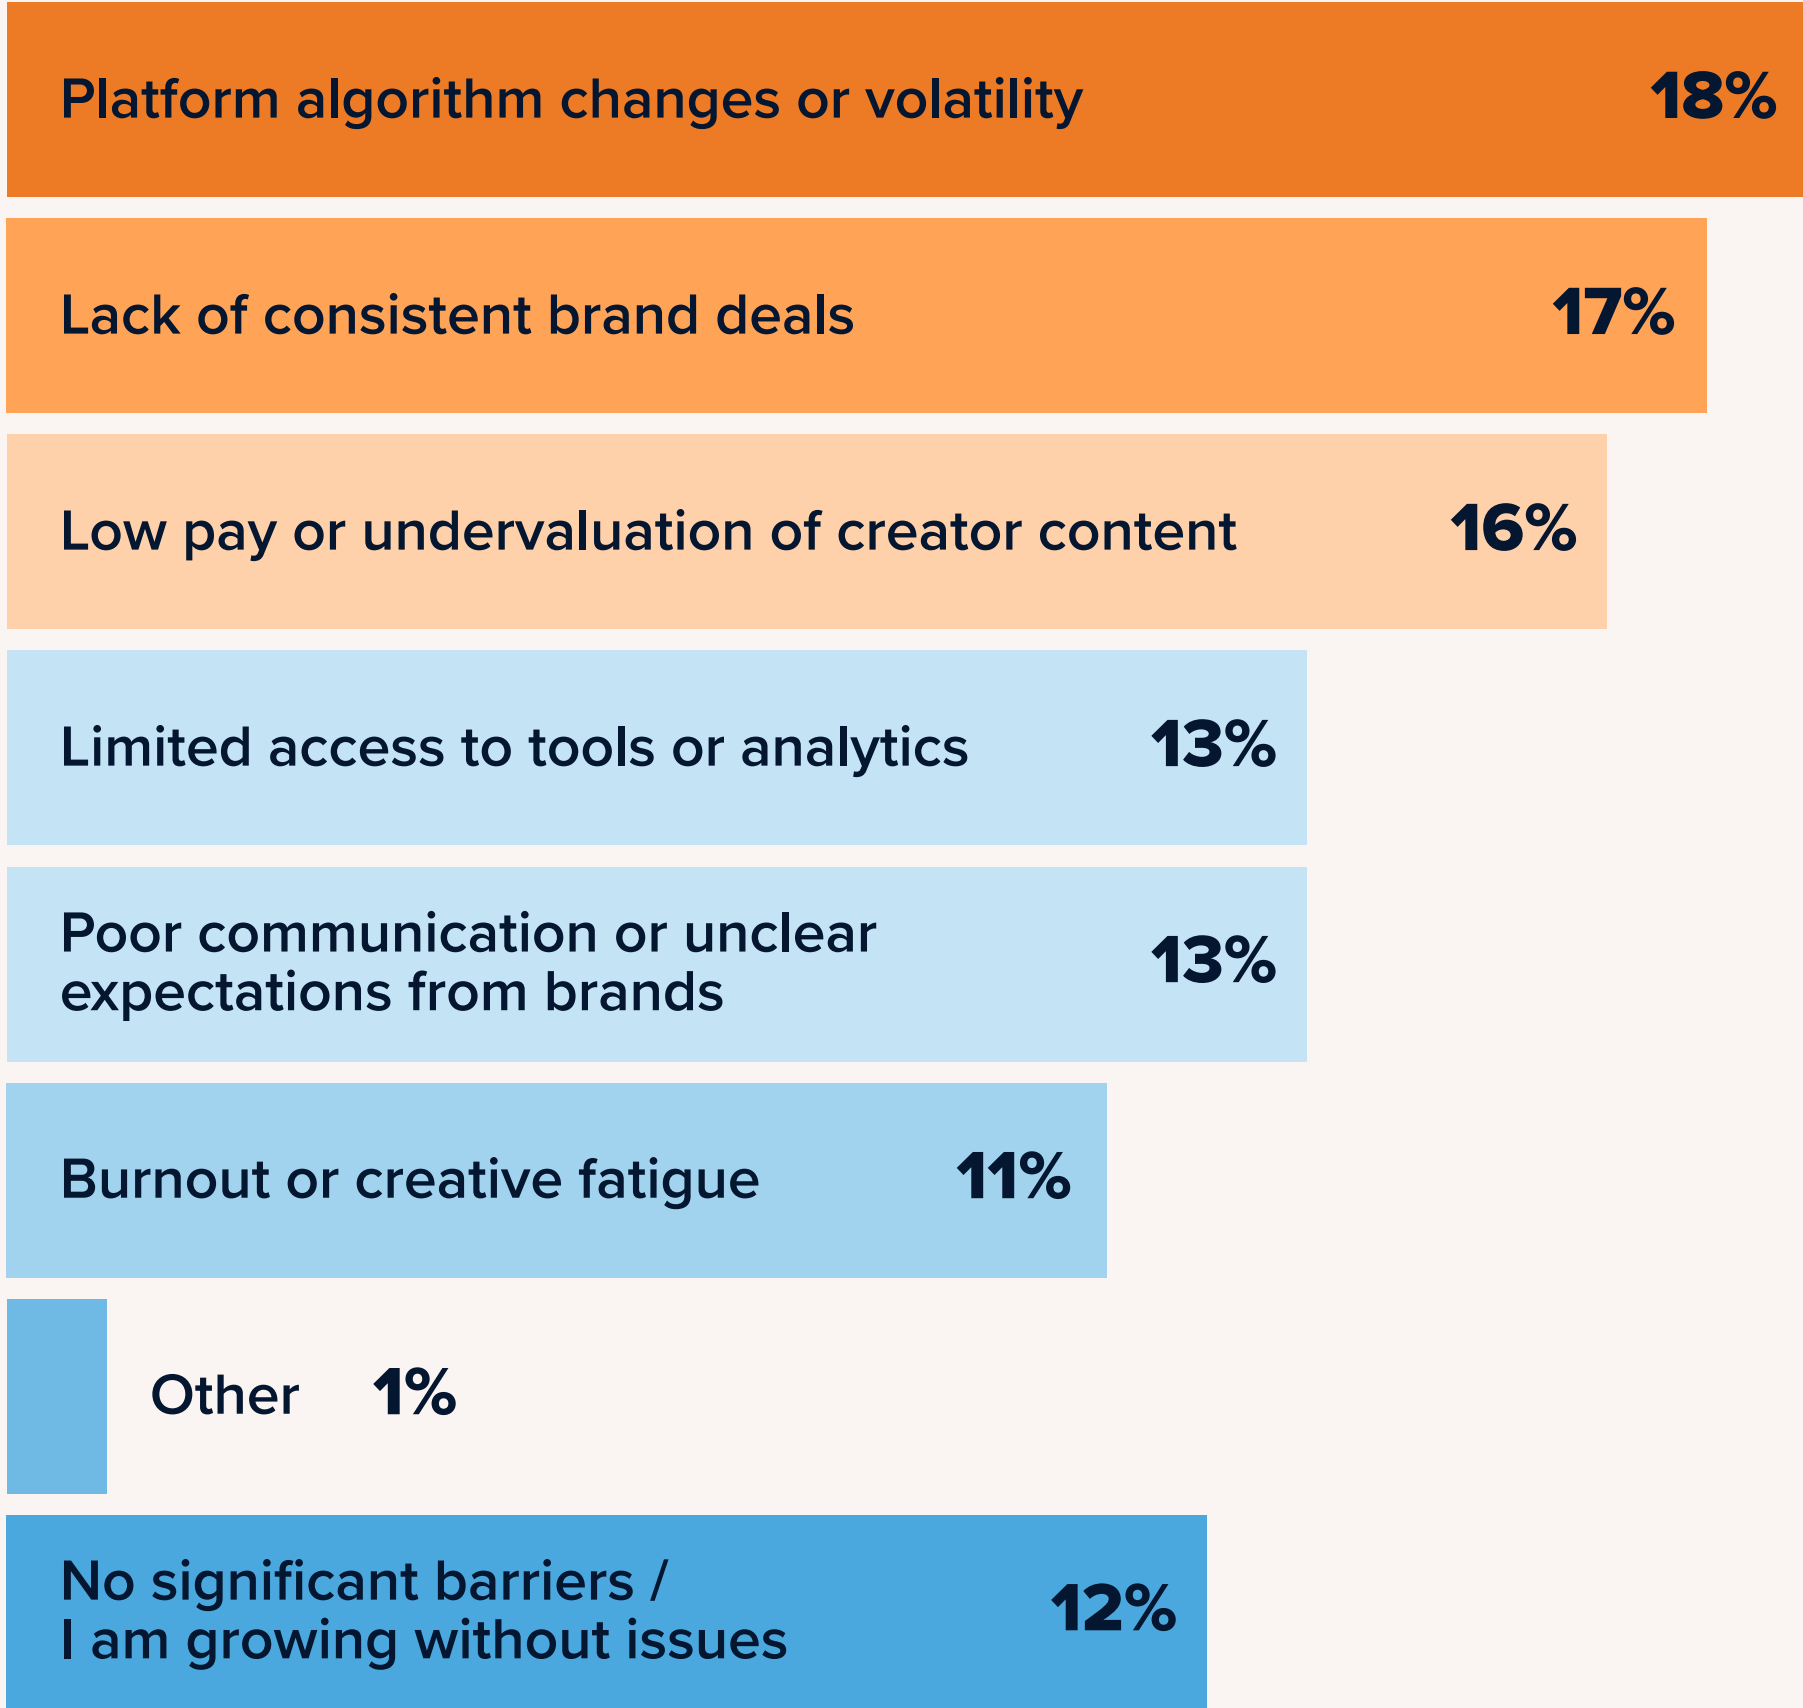 Platform algorithm changes or volatility 18%
Lack of consistent brand deals 17%
Low pay or undervaluation of creator content 16%
Limited access to tools or analytics 13%
Poor communication or unclear
expectations from brands 13%
Burnout or creative fatigue 11%
Other 1%
No significant barriers /
I am growing without issues 12%